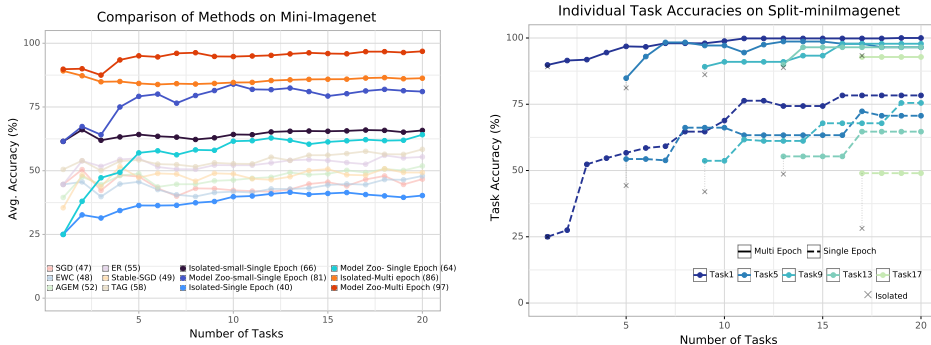 Comparison of Methods on Mini-Imagenet
100
75
50
25
0
Avg. Accuracy (%)
SGD (47)
EWC (48)
AGEM (52)
ER (55)
Stable-SGD (49)
TAG (58)
Isolated-small-Single Epoch (66)
Model Zoo-small-Single Epoch (81)
Isolated-Single Epoch (40)
Model Zoo- Single Epoch (64)
Isolated-Multi Epoch (86)
Model Zoo-Multi Epoch (97)
5
10
15
20
Number of Tasks
Individual Task Accuracies on Split-miniImagenet
100
75
50
25
0
Task Accuracy (%)
Multi Epoch
Single Epoch
Task1
Task5
Task9
Task13
Task17
Isolated
5
10
15
20
Number of Tasks